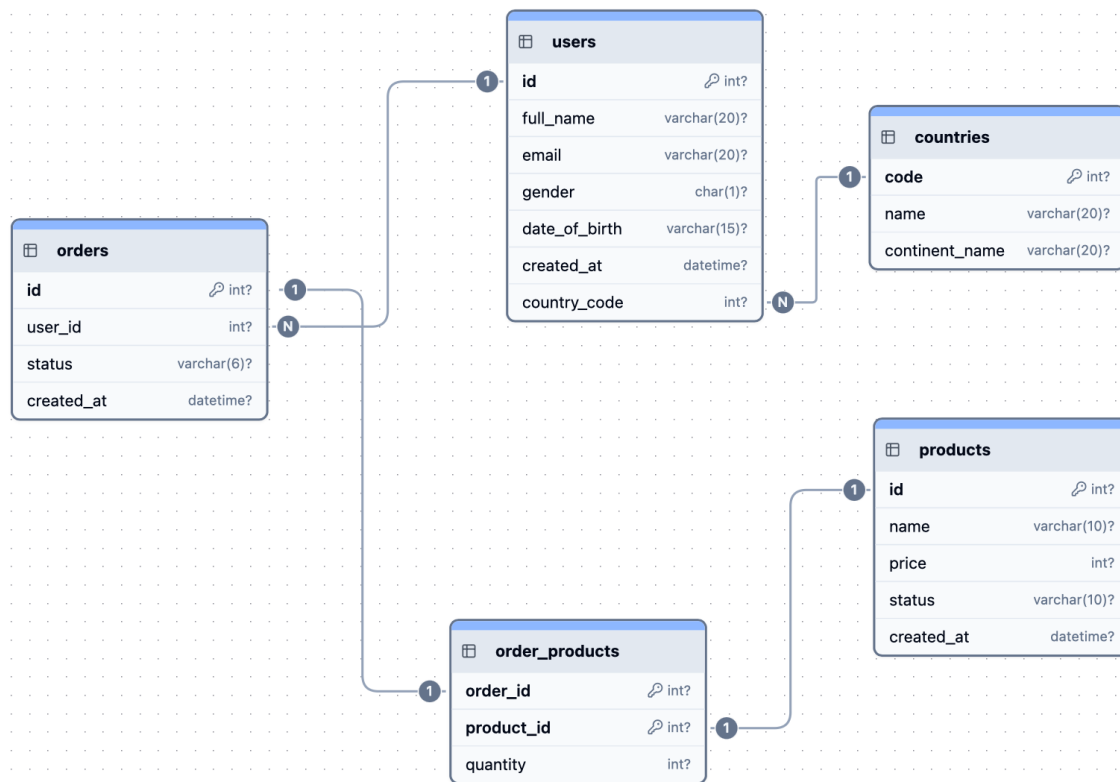 users
id int?
full_name varchar(20)?
email varchar(20)?
gender char(1)?
date_of_birth varchar(15)?
created_at datetime?
country_code int?
1
N
countries
code int?
name varchar(20)?
continent_name varchar(20)?
1
orders
id int?
user_id int?
status varchar(6)?
created_at datetime?
1
N
products
id int?
name varchar(10)?
price int?
status varchar(10)?
created_at datetime?
1
order_products
order_id int?
product_id int?
quantity int?
1
1